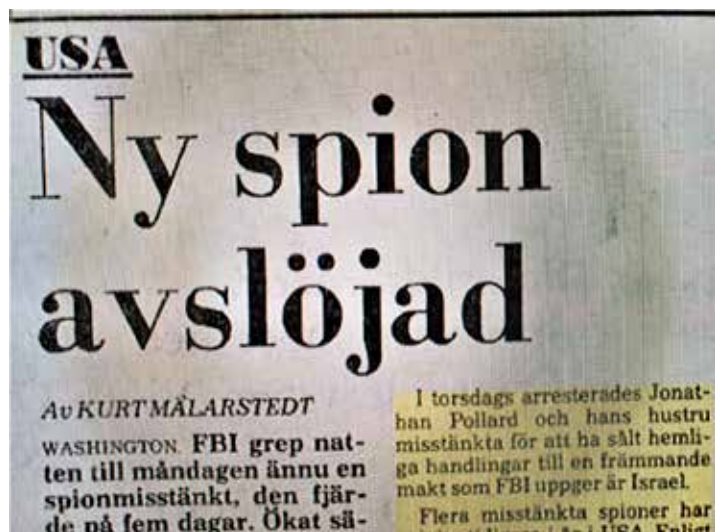 USA
Ny spion
avslöjad
Av KURT MÄLARSTEDT
WASHINGTON. FBI grep nat-
ten till måndagen ännu en
spionmisstänkt, den fjär-
de på fem dagar. Ökat sä-
I torsdags arresterades Jonat-
han Pollard och hans hustru
misstänkta för att ha sålt hemli-
ga handlingar till en främmande
makt som FBI uppger är Israel.
Flera misstänkta spioner har
i USA. Enligt